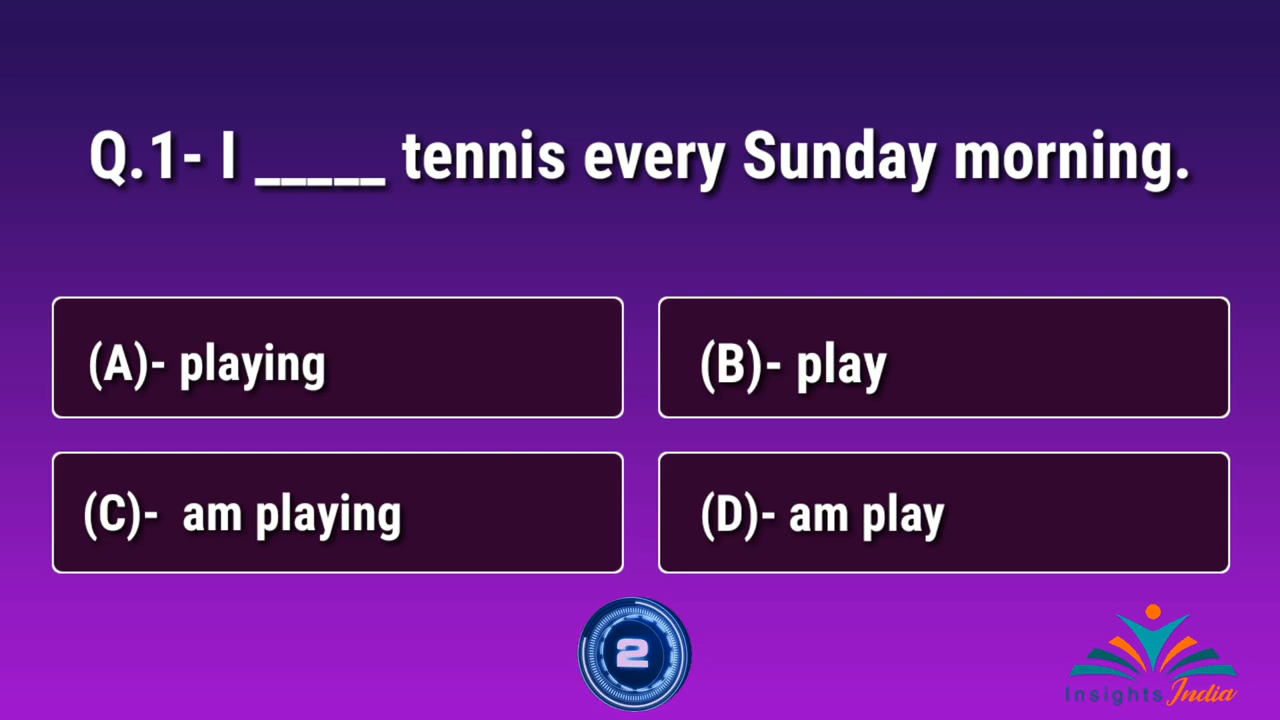 Q.1- I _____ tennis every Sunday morning.
(A)- playing
(B)- play
(C)- am playing
(D)- am play
2
Insights India